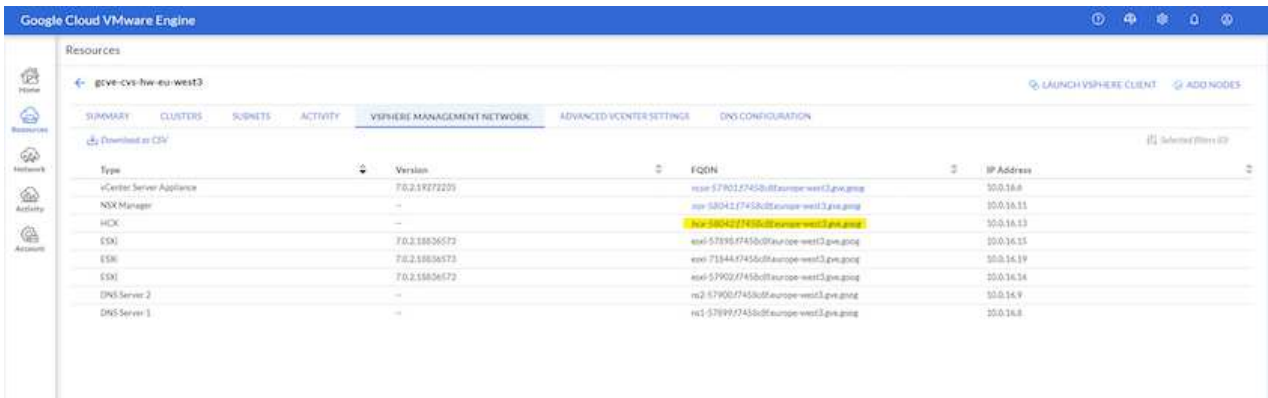 Google Cloud VMware Engine
Resources
Home
gcve-cvs-hw-eu-west3
LAUNCH VSPHERE CLIENT ADD NODES
Resources
SUMMARY CLUSTERS SUBNETS ACTIVITY VSPHERE MANAGEMENT NETWORK ADVANCED VCENTER SETTINGS DNS CONFIGURATION
Download as CSV
Network
Type Version FQDN IP Address
vCenter Server Appliance 7.0.2.19272235 10.0.16.6
NSX Manager -- 10.0.16.11
Activity
HCX -- 10.0.16.13
ESXi 7.0.2.18836573 10.0.16.15
Account
ESXi 7.0.2.18836573 10.0.16.19
ESXi 7.0.2.18836573
DNS Server 2 -- 10.0.16.9
DNS Server 1 -- 10.0.16.8